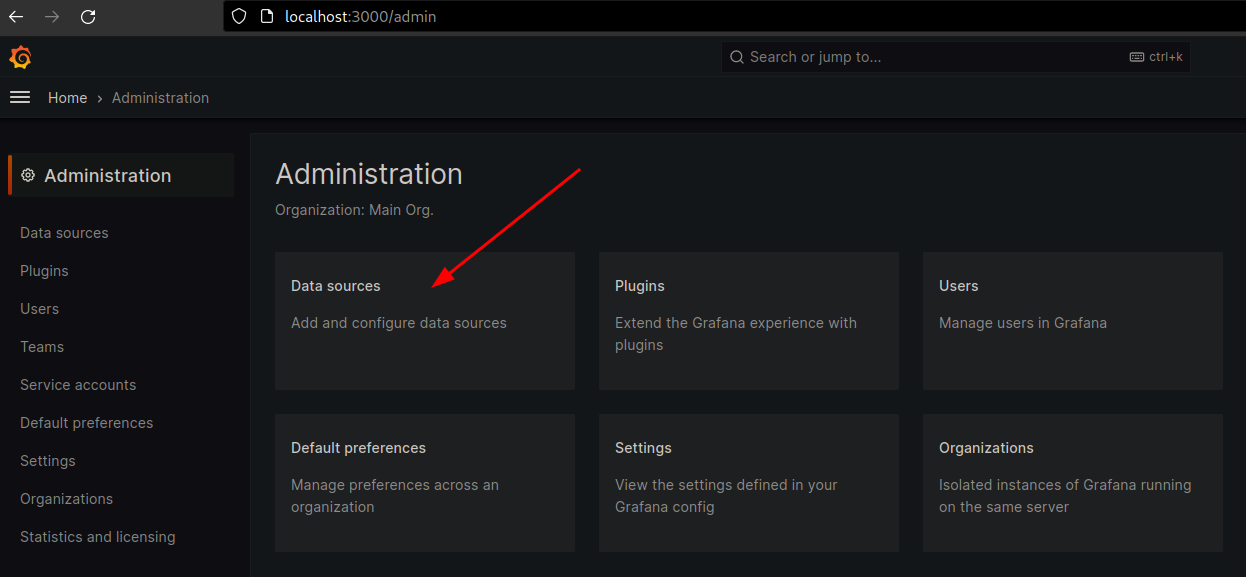 localhost:3000/admin
Search or jump to...
ctrl+k
Home › Administration
Administration
Data sources
Plugins
Users
Teams
Service accounts
Default preferences
Settings
Organizations
Statistics and licensing
Administration
Organization: Main Org.
Data sources
Add and configure data sources
Plugins
Extend the Grafana experience with
plugins
Users
Manage users in Grafana
Default preferences
Manage preferences across an
organization
Settings
View the settings defined in your
Grafana config
Organizations
Isolated instances of Grafana running
on the same server